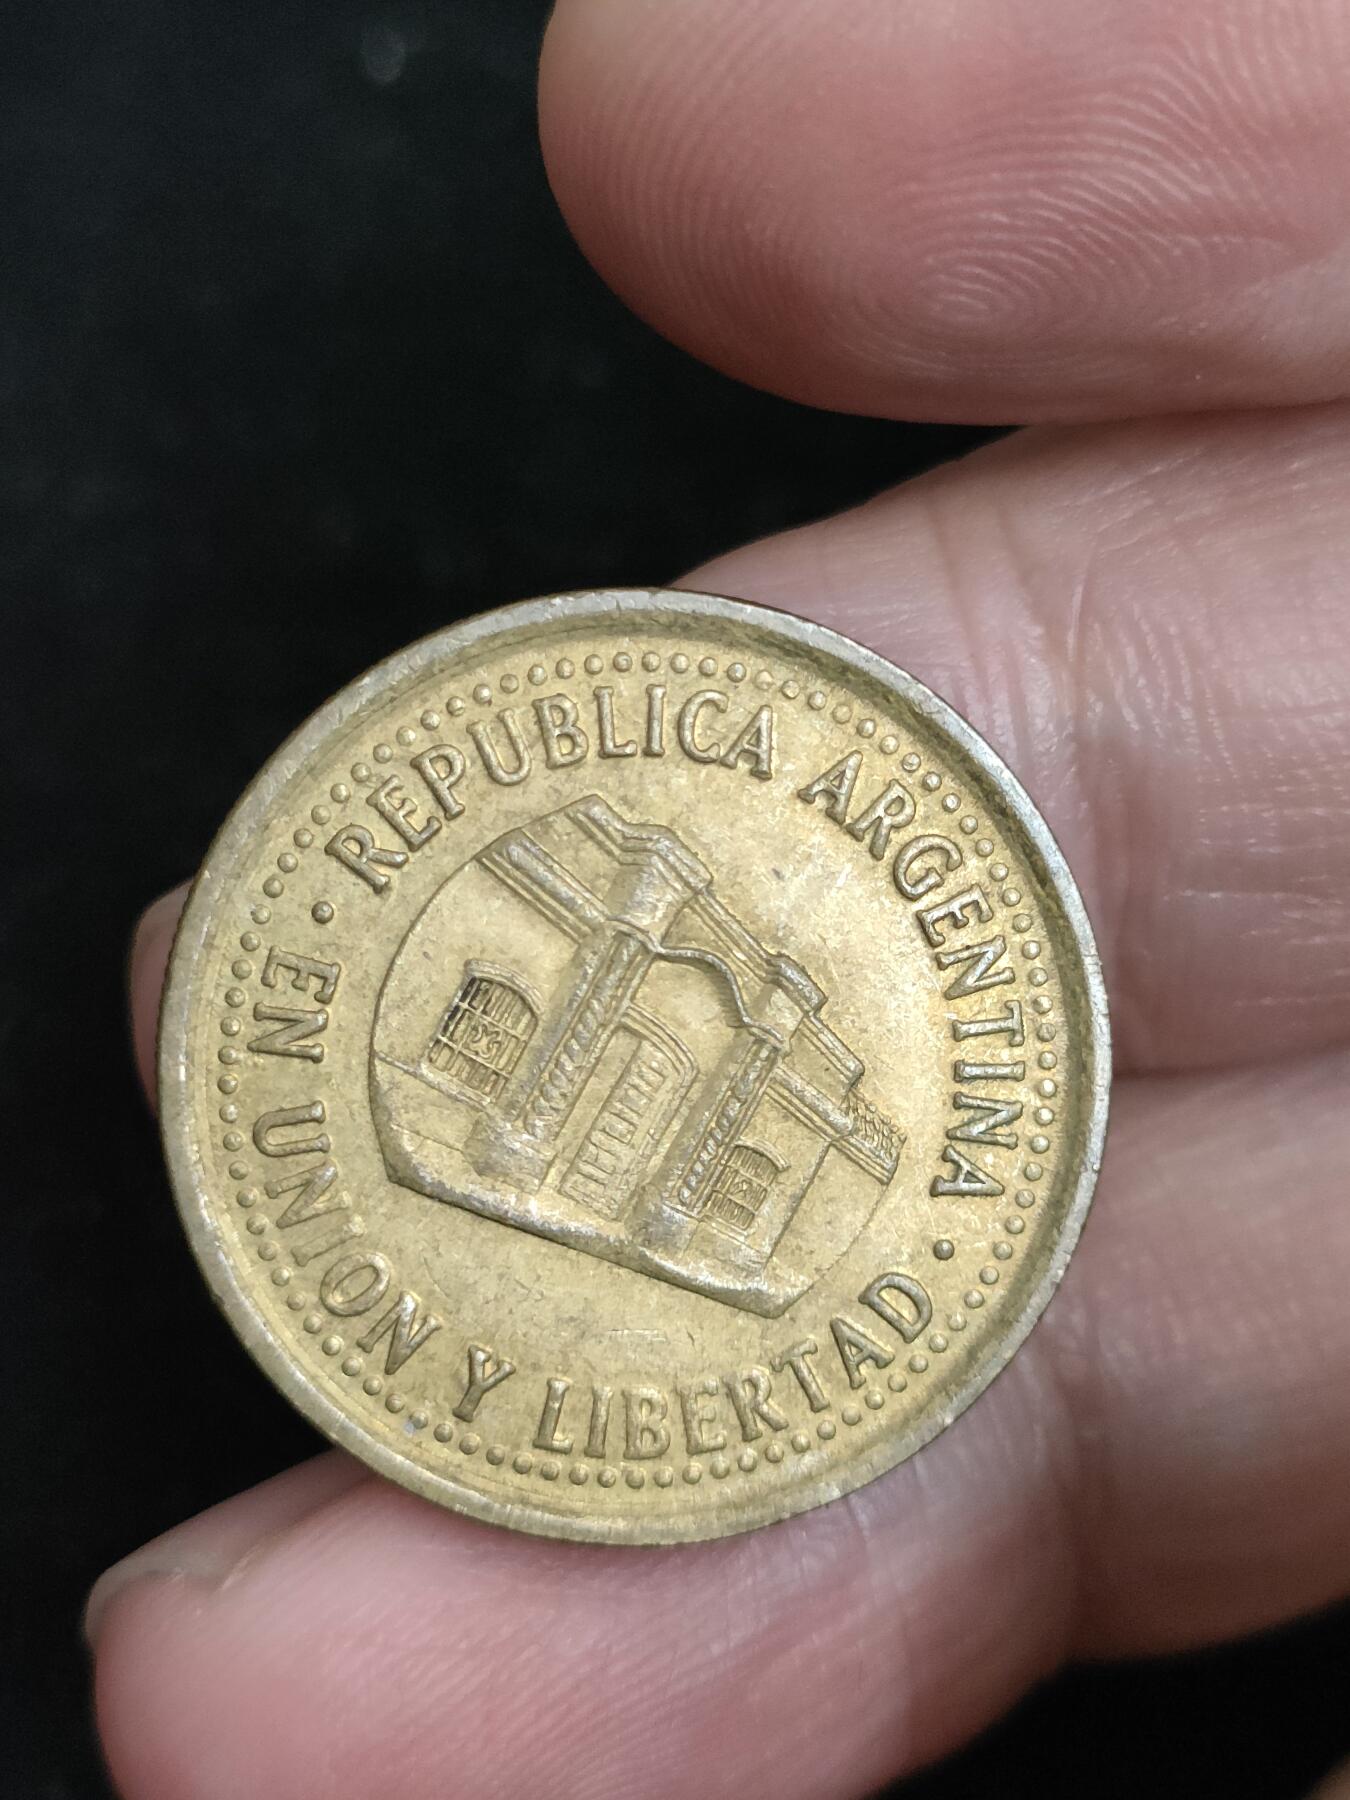 · REPUBLICA ARGENTINA ·
EN UNION Y LIBERTAD